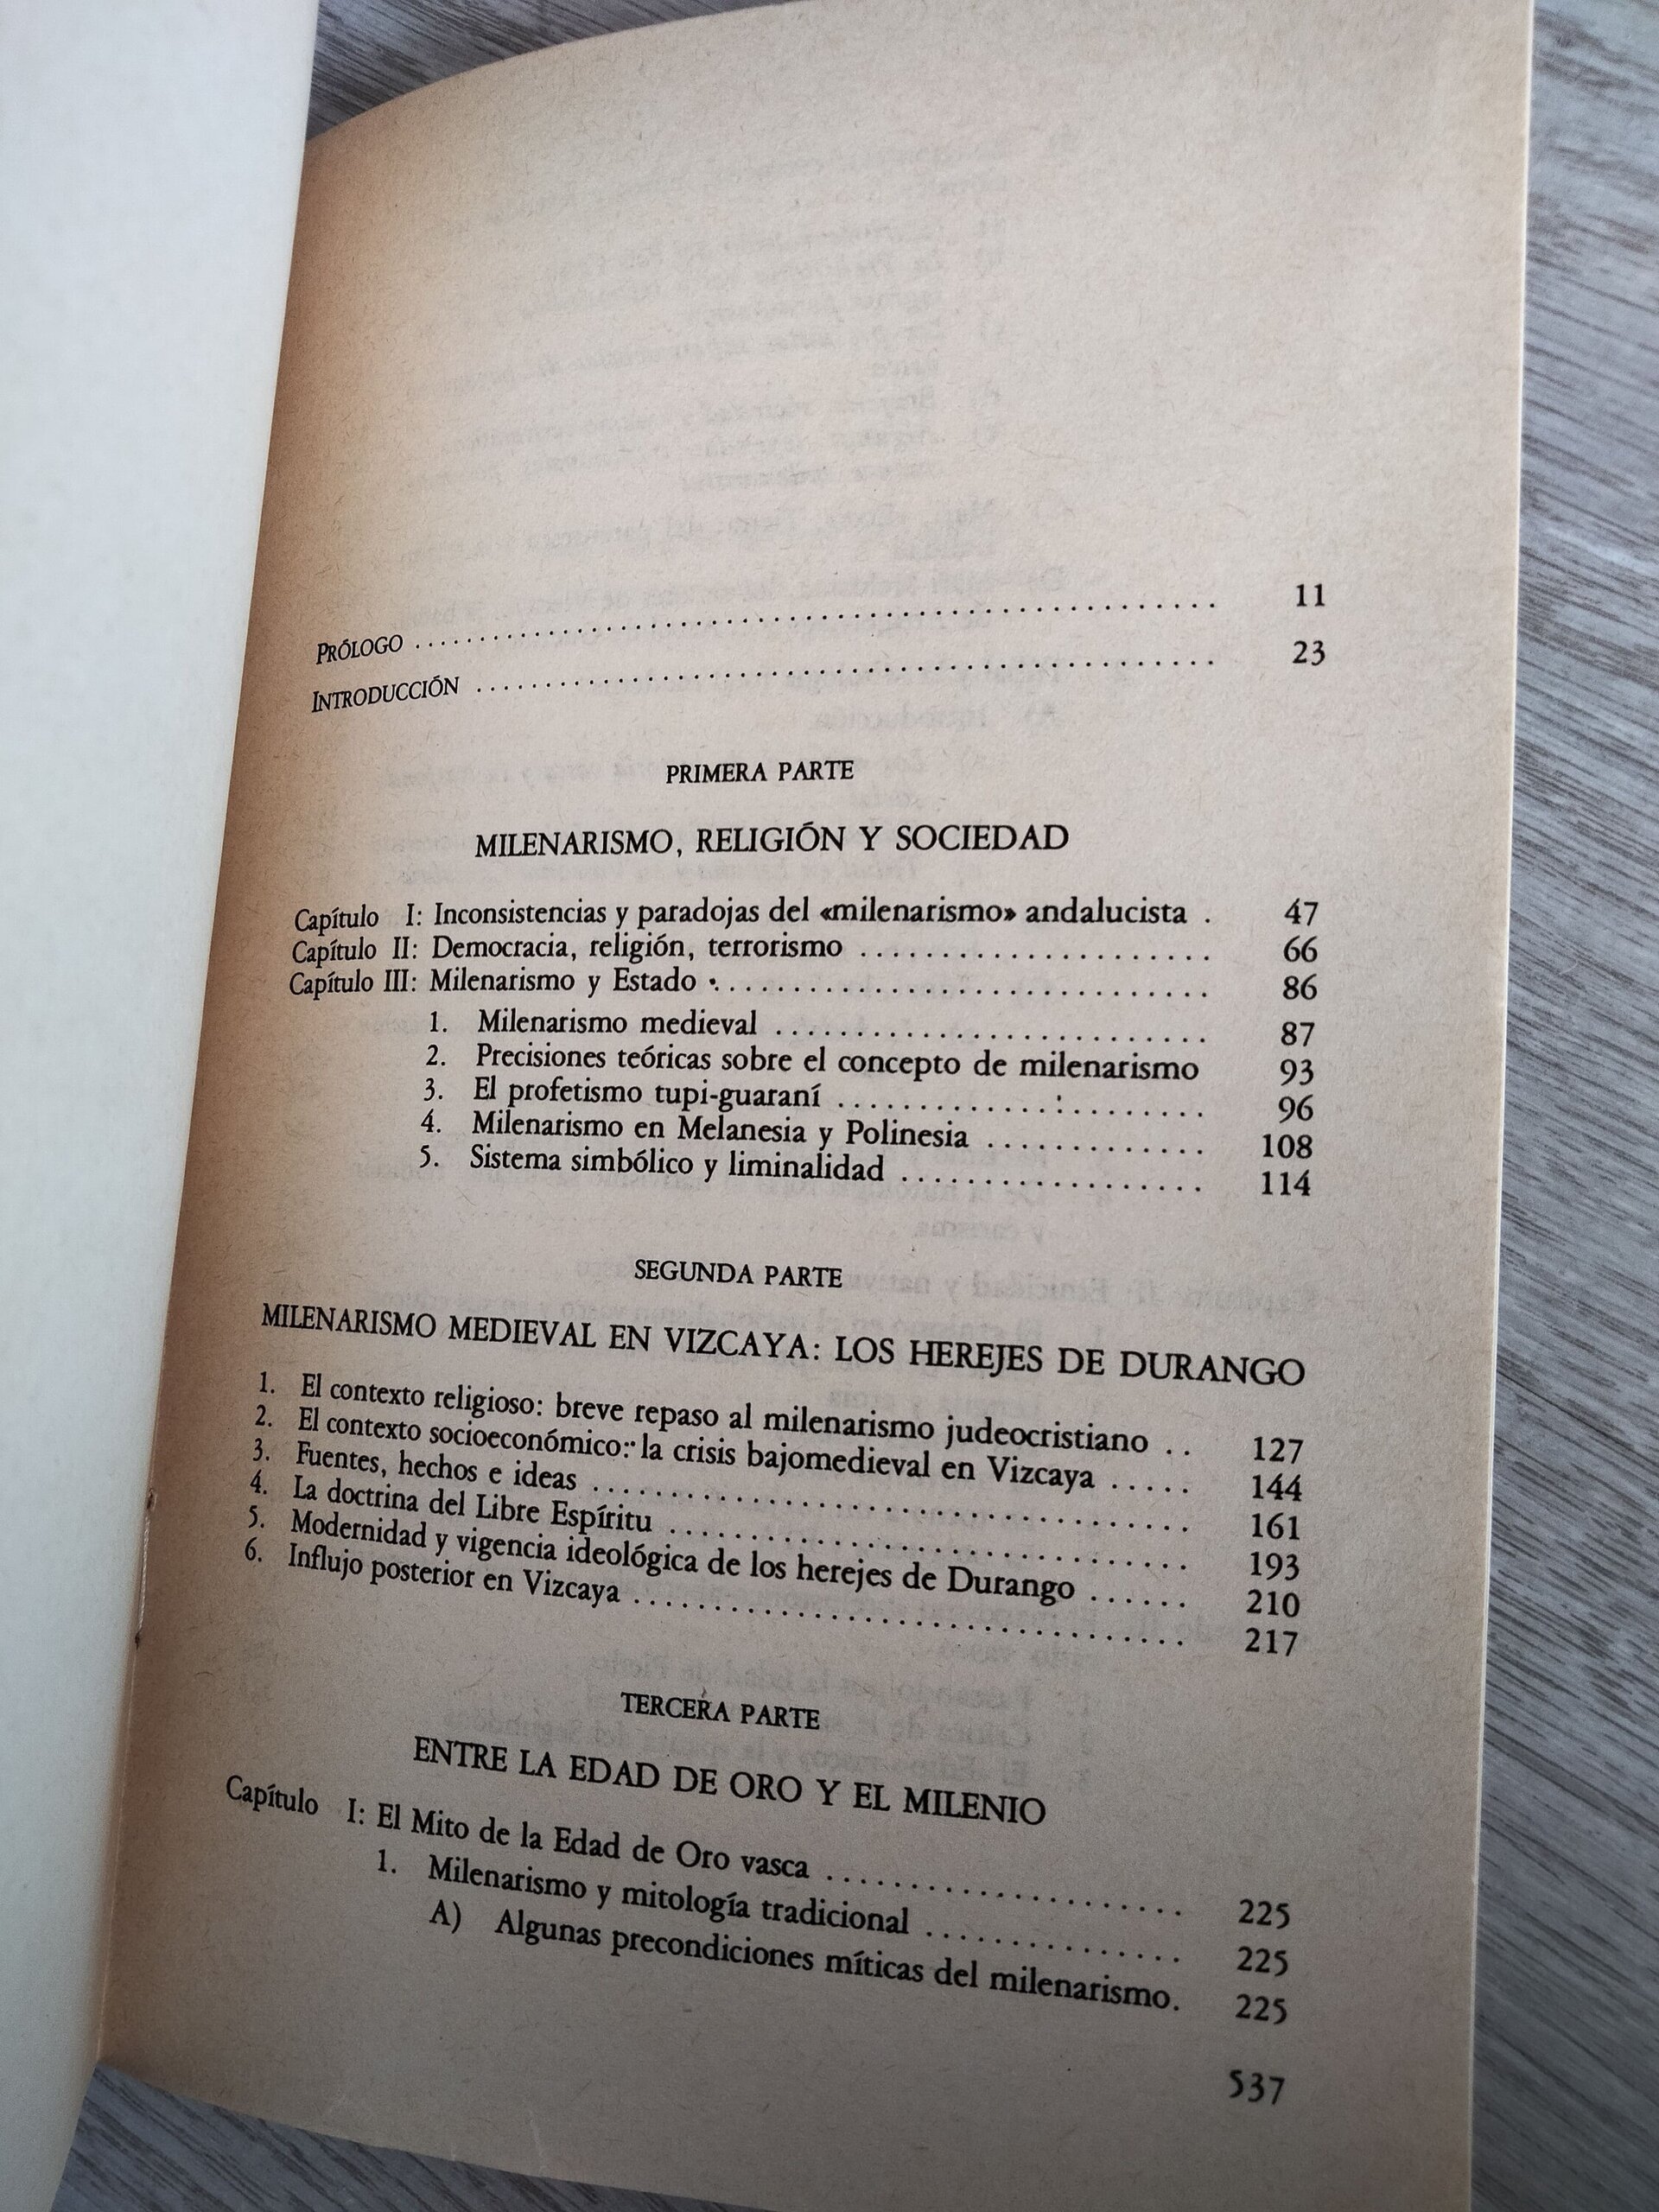 PRÓLOGO ........................................ 11
INTRODUCCIÓN ........................................ 23
PRIMERA PARTE
MILENARISMO, RELIGIÓN Y SOCIEDAD
Capítulo I: Inconsistencias y paradojas del «milenarismo» andalucista . 47
Capítulo II: Democracia, religión, terrorismo ...................... 66
Capítulo III: Milenarismo y Estado .............................. 86
1. Milenarismo medieval ........................... 87
2. Precisiones teóricas sobre el concepto de milenarismo 93
3. El profetismo tupi-guaraní ....................... 96
4. Milenarismo en Melanesia y Polinesia .............. 108
5. Sistema simbólico y liminalidad ................... 114
SEGUNDA PARTE
MILENARISMO MEDIEVAL EN VIZCAYA: LOS HEREJES DE DURANGO
1. El contexto religioso: breve repaso al milenarismo judeocristiano .. 127
2. El contexto socioeconómico: la crisis bajomedieval en Vizcaya ..... 144
3. Fuentes, hechos e ideas ..................................... 161
4. La doctrina del Libre Espíritu ................................. 193
5. Modernidad y vigencia ideológica de los herejes de Durango ...... 210
6. Influjo posterior en Vizcaya ................................... 217
TERCERA PARTE
ENTRE LA EDAD DE ORO Y EL MILENIO
Capítulo I: El Mito de la Edad de Oro vasca ...................... 225
1. Milenarismo y mitología tradicional ................ 225
A) Algunas precondiciones míticas del milenarismo. 225
537